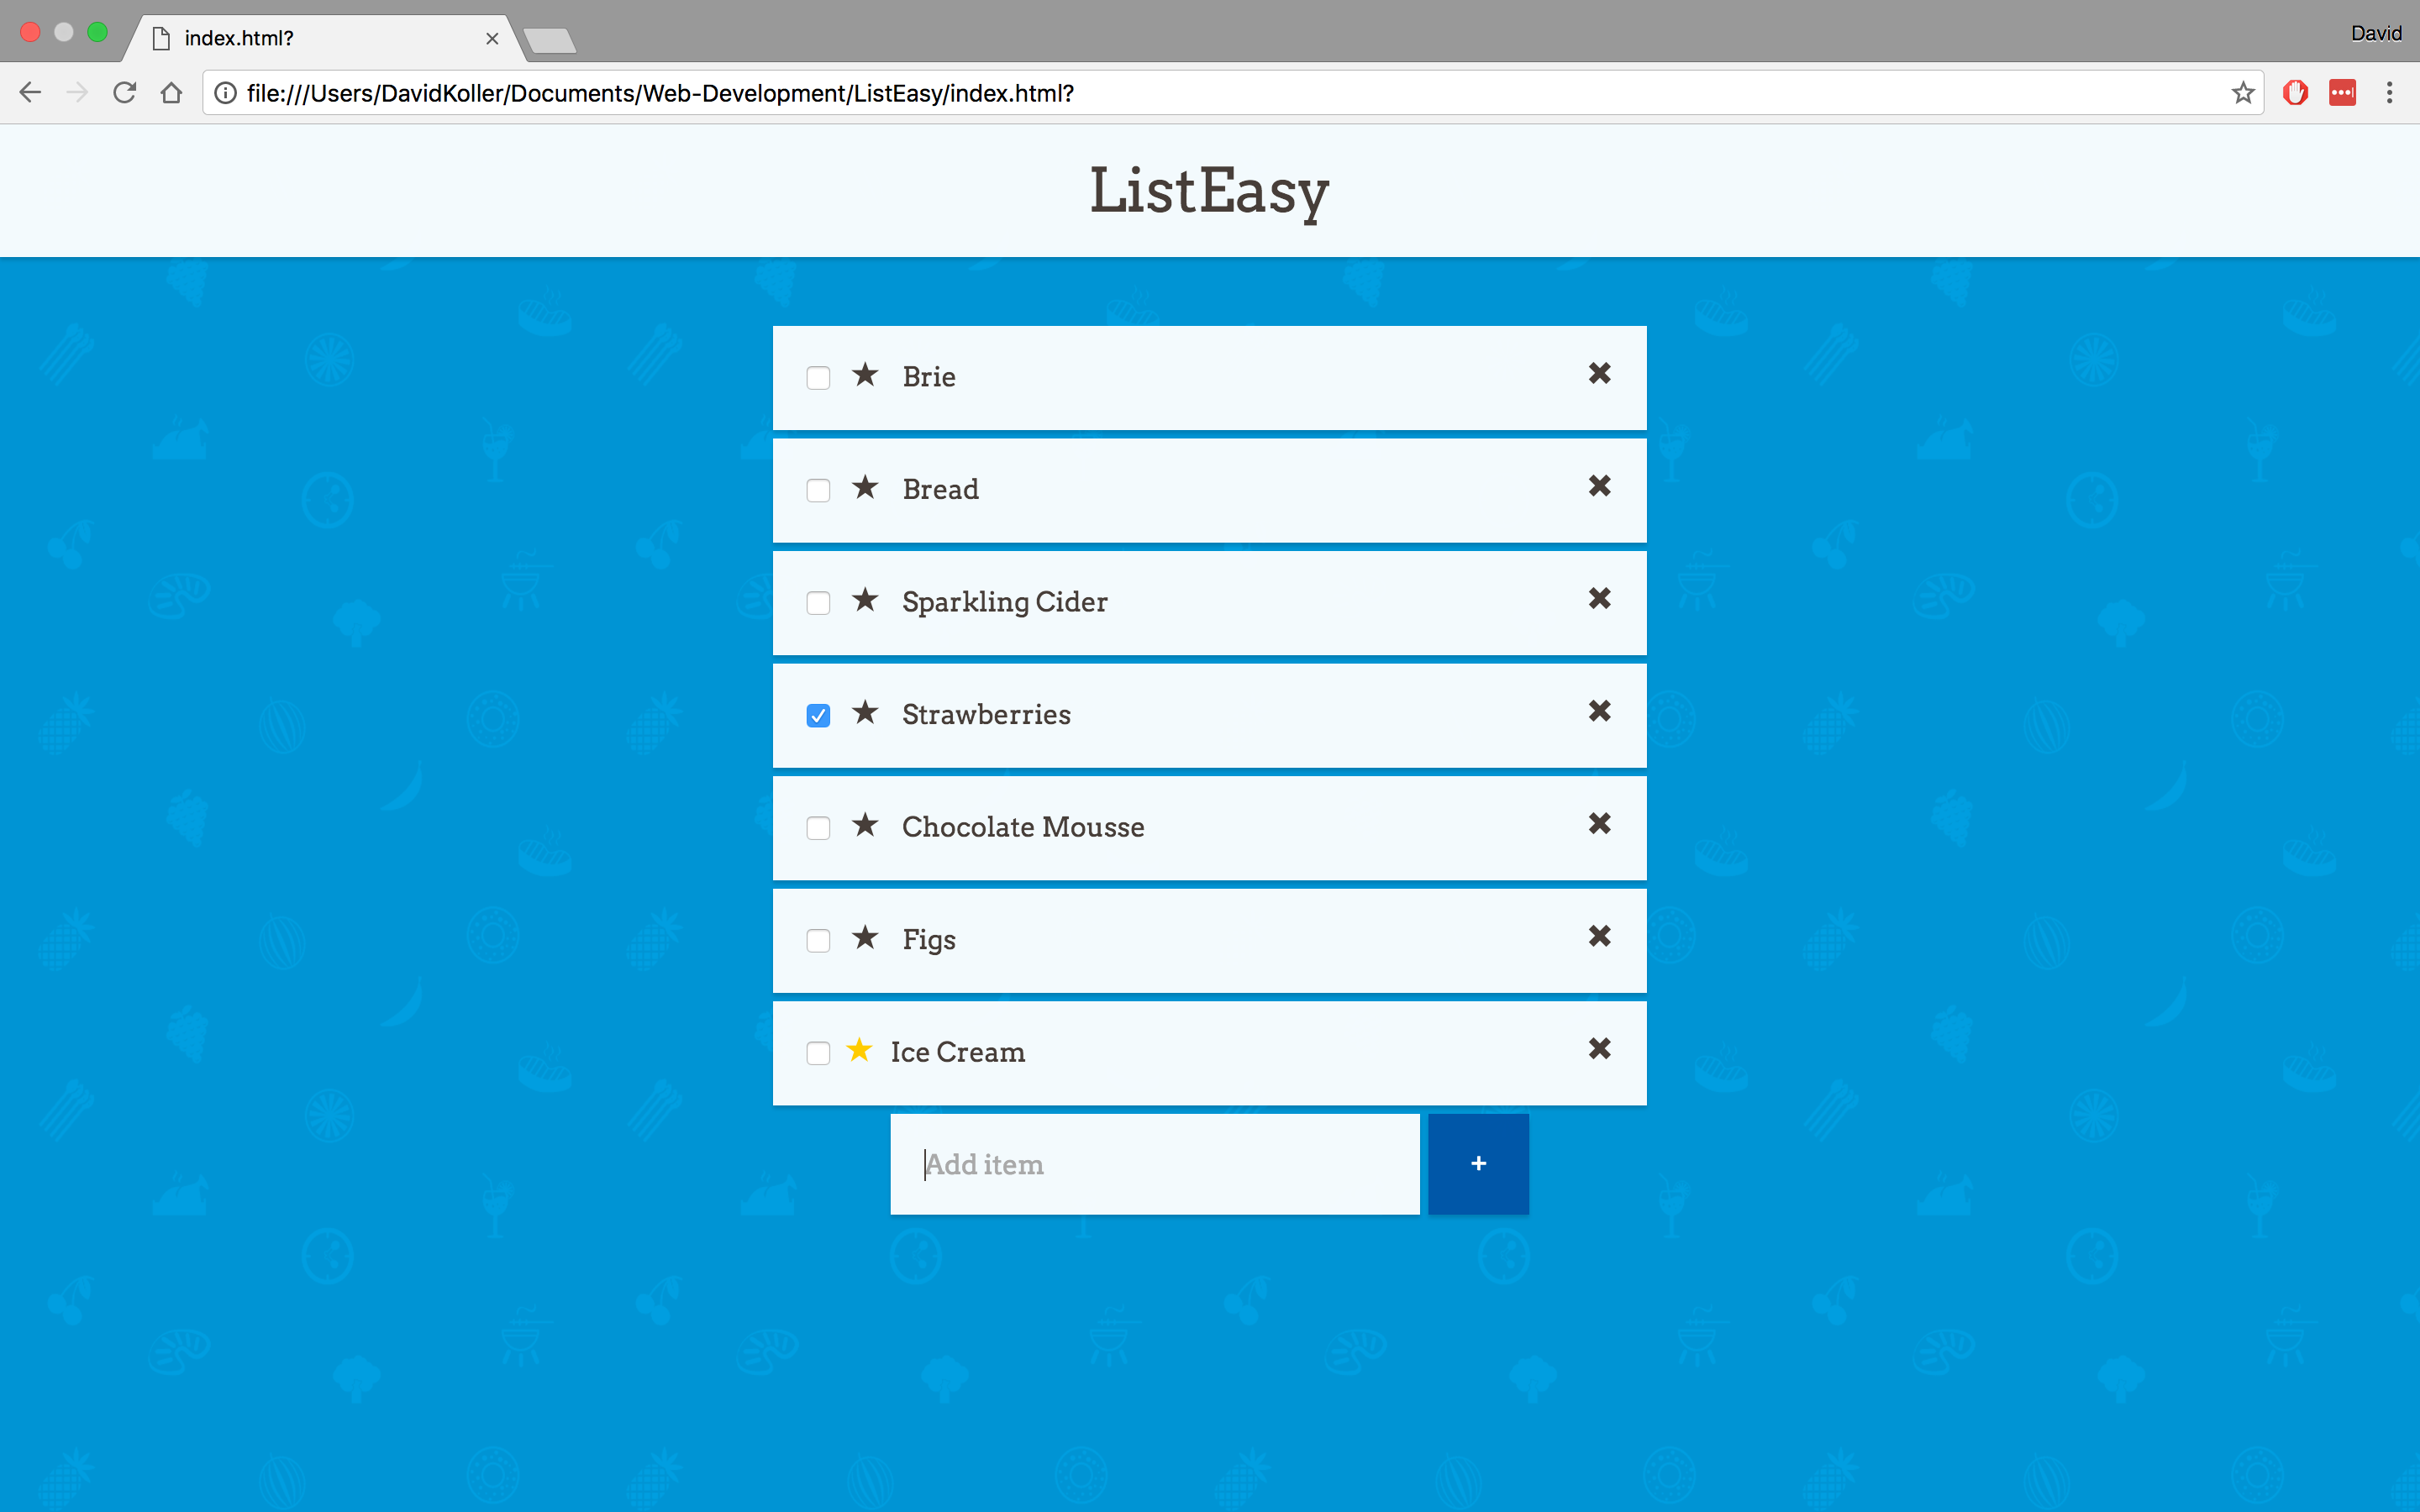 index.html?
David
file:///Users/DavidKoller/Documents/Web-Development/ListEasy/index.html?
ListEasy
Brie
Bread
Sparkling Cider
Strawberries
Chocolate Mousse
Figs
Ice Cream
Add item
+